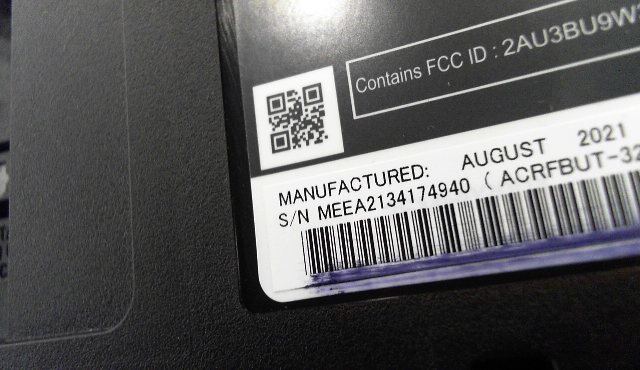 Contains FCC ID : 2AU3BU9W
MANUFACTURED: AUGUST 2021
S/N MEEA2134174940 ( ACRFBUT-32